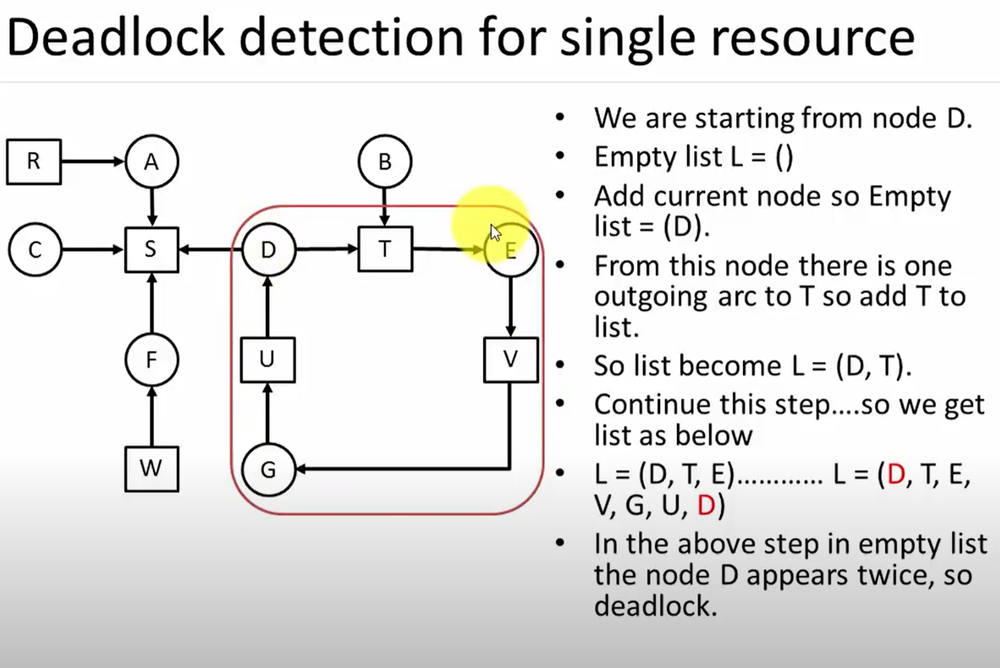 Deadlock detection for single resource
R
A
B
C
S
D
T
E
F
U
V
W
G
• We are starting from node D.
• Empty list L = ()
• Add current node so Empty
list = (D).
• From this node there is one
outgoing arc to T so add T to
list.
• So list become L = (D, T).
• Continue this step....so we get
list as below
• L = (D, T, E)............. L = (D, T, E,
V, G, U, D)
• In the above step in empty list
the node D appears twice, so
deadlock.